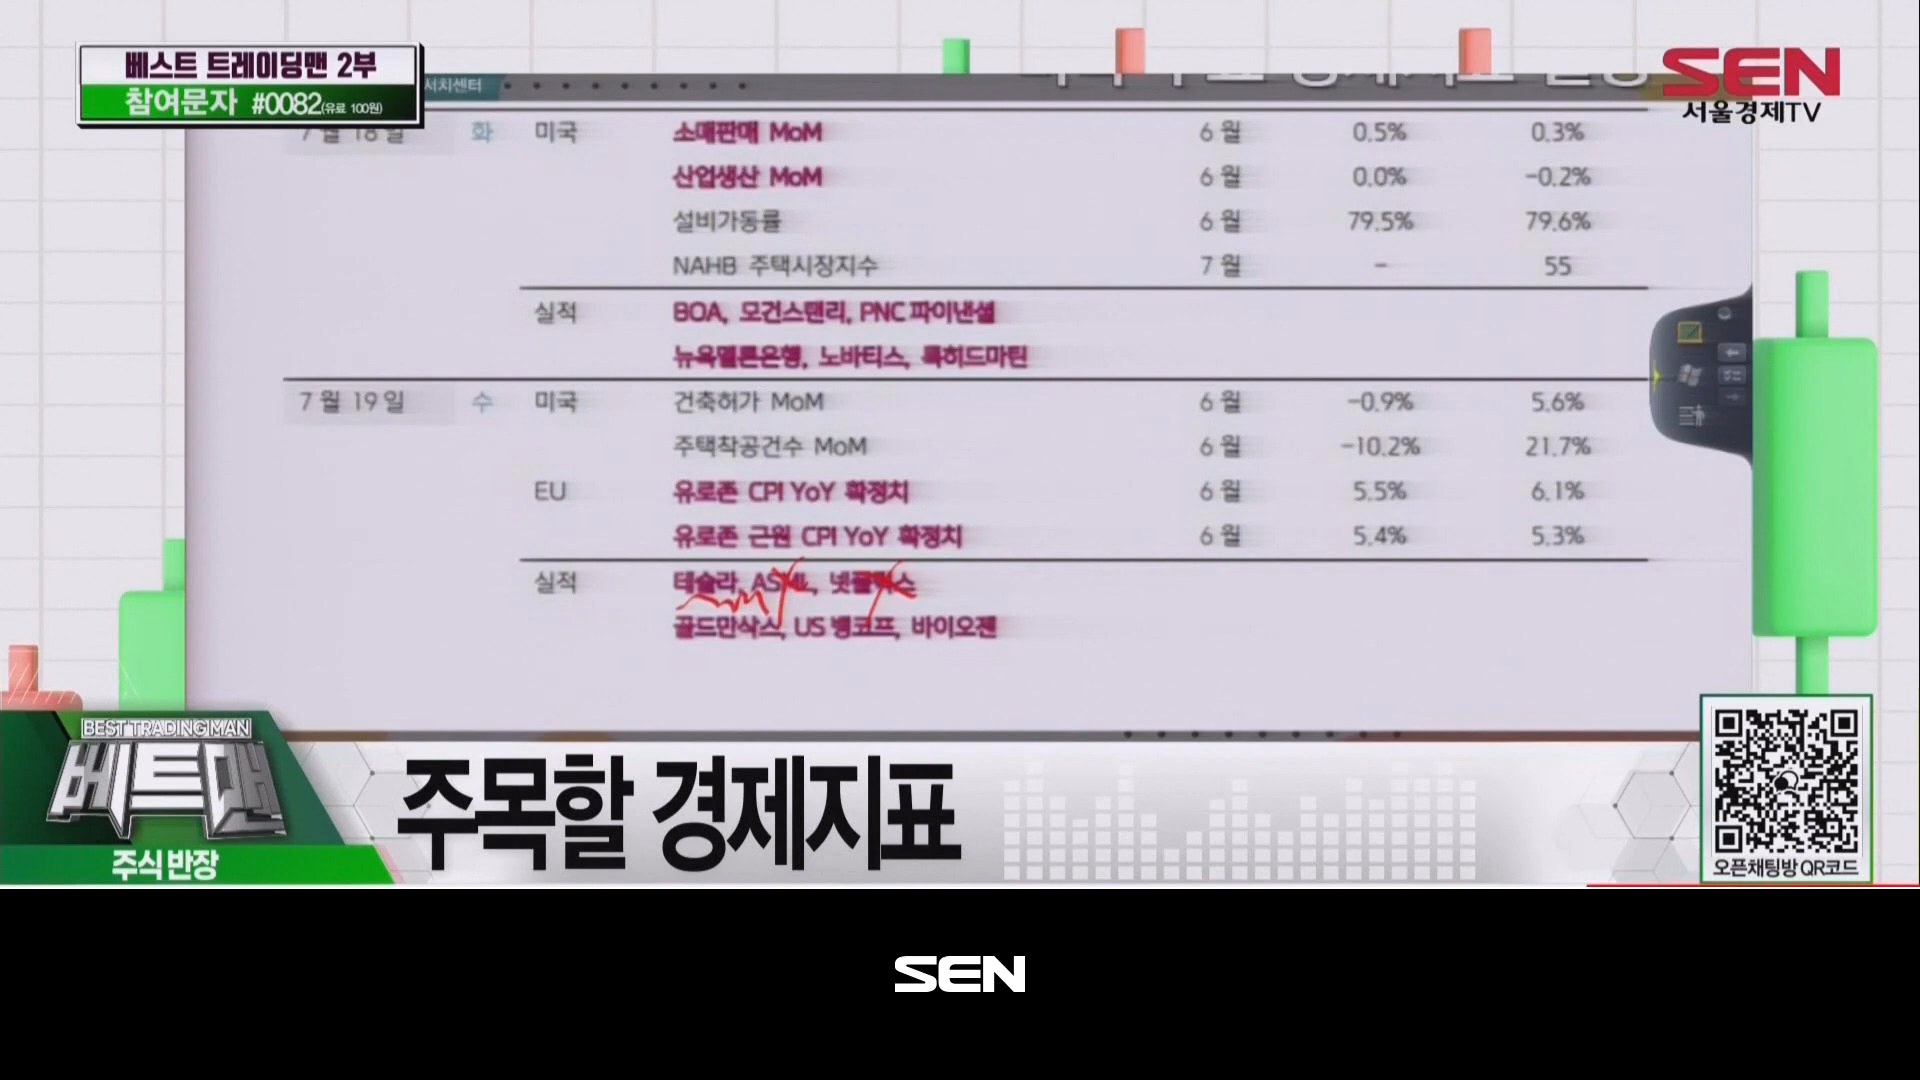 베스트 트레이딩맨 2부
참여문자 #0082(유료 100원)
서치센터
SEN
서울경제TV
7월 18일 화 미국 소매판매 MoM 6월 0.5% 0.3%
산업생산 MoM 6월 0.0% -0.2%
설비가동률 6월 79.5% 79.6%
NAHB 주택시장지수 7월 - 55
실적 BOA, 모건스탠리, PNC파이낸셜
뉴욕멜론은행, 노바티스, 록히드마틴
7월 19일 수 미국 건축허가 MoM 6월 -0.9% 5.6%
주택착공건수 MoM 6월 -10.2% 21.7%
EU 유로존 CPI YoY 확정치 6월 5.5% 6.1%
유로존 근원 CPI YoY 확정치 6월 5.4% 5.3%
실적 테슬라, ASML, 넷플릭스
골드만삭스, US뱅코프, 바이오젠
BEST TRADING MAN
베트맨
주식반장
주목할 경제지표
오픈채팅방 QR코드
SEN